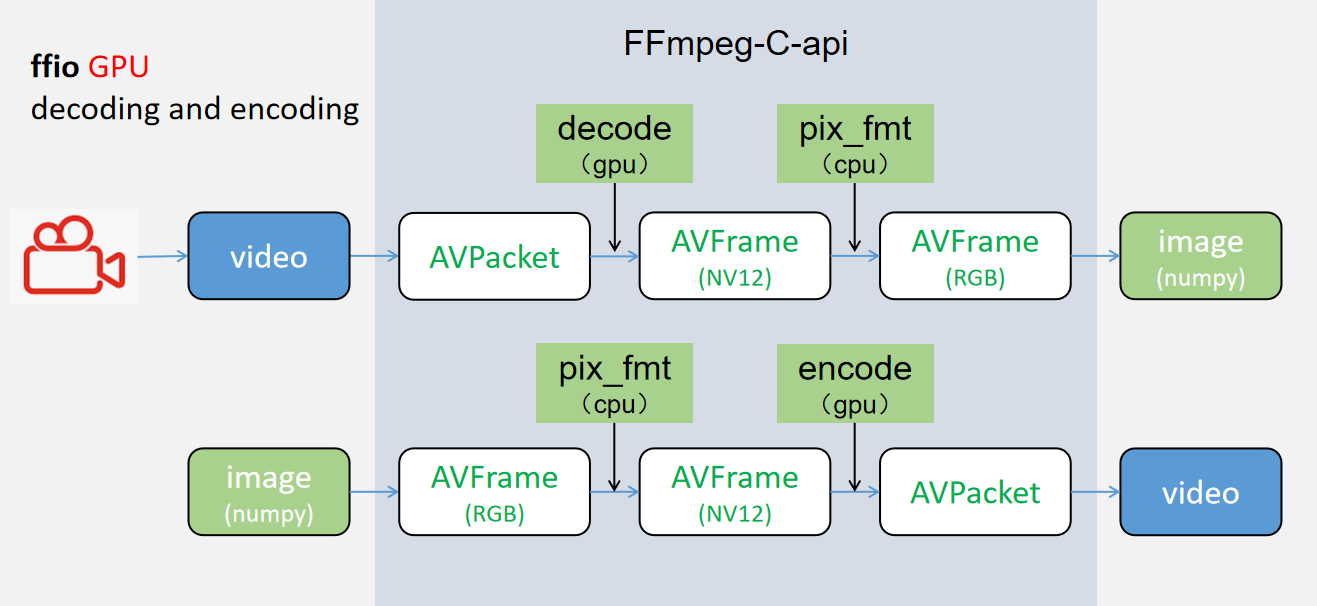 FFmpeg-C-api
ffio GPU
decoding and encoding
decode
（gpu）
pix_fmt
（cpu）
video
AVPacket
AVFrame
(NV12)
AVFrame
(RGB)
image
(numpy)
pix_fmt
（cpu）
encode
（gpu）
image
(numpy)
AVFrame
(RGB)
AVFrame
(NV12)
AVPacket
video